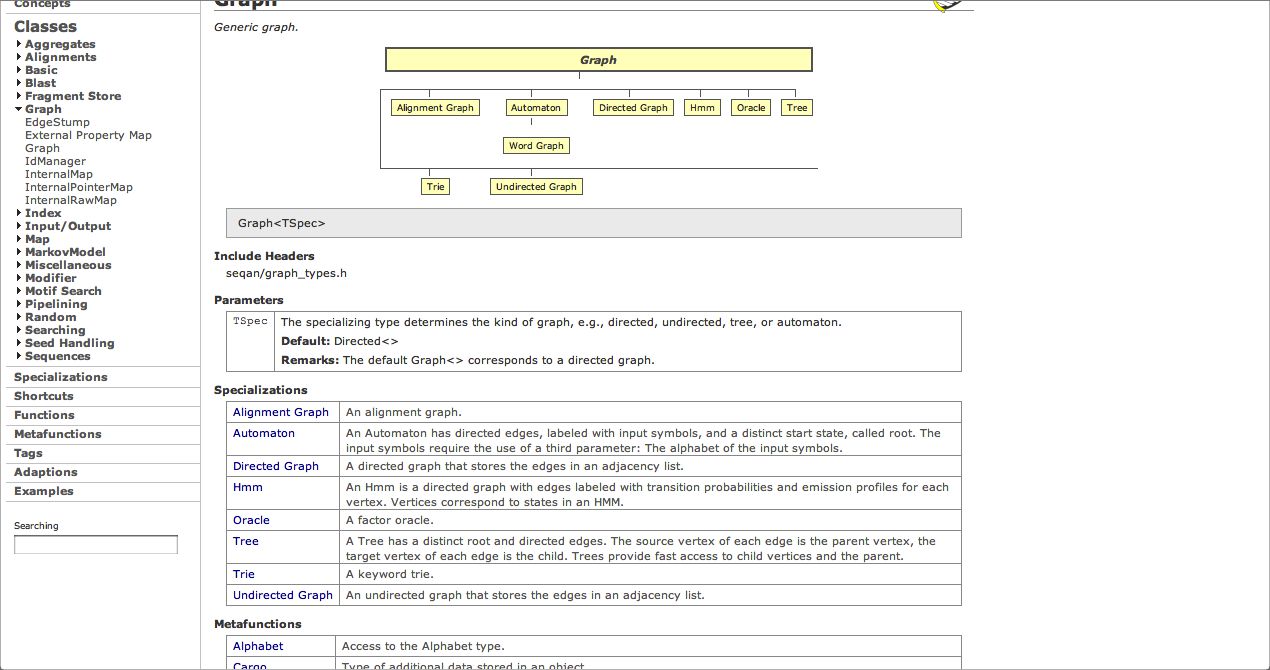 Concepts
Classes
Aggregates
Alignments
Basic
Blast
Fragment Store
Graph
EdgeStump
External Property Map
Graph
IdManager
InternalMap
InternalPointerMap
InternalRawMap
Index
Input/Output
Map
MarkovModel
Miscellaneous
Modifier
Motif Search
Pipelining
Random
Searching
Seed Handling
Sequences
Specializations
Shortcuts
Functions
Metafunctions
Tags
Adaptions
Examples
Searching
Graph
Generic graph.
Graph
Alignment Graph Automaton Directed Graph Hmm Oracle Tree
Word Graph
Trie Undirected Graph
Graph<TSpec>
Include Headers
seqan/graph_types.h
Parameters
TSpec The specializing type determines the kind of graph, e.g., directed, undirected, tree, or automaton.
Default: Directed<>
Remarks: The default Graph<> corresponds to a directed graph.
Specializations
Alignment Graph An alignment graph.
Automaton An Automaton has directed edges, labeled with input symbols, and a distinct start state, called root. The
input symbols require the use of a third parameter: The alphabet of the input symbols.
Directed Graph A directed graph that stores the edges in an adjacency list.
Hmm An Hmm is a directed graph with edges labeled with transition probabilities and emission profiles for each
vertex. Vertices correspond to states in an HMM.
Oracle A factor oracle.
Tree A Tree has a distinct root and directed edges. The source vertex of each edge is the parent vertex, the
target vertex of each edge is the child. Trees provide fast access to child vertices and the parent.
Trie A keyword trie.
Undirected Graph An undirected graph that stores the edges in an adjacency list.
Metafunctions
Alphabet Access to the Alphabet type.
Cargo Type of additional data stored in an object.